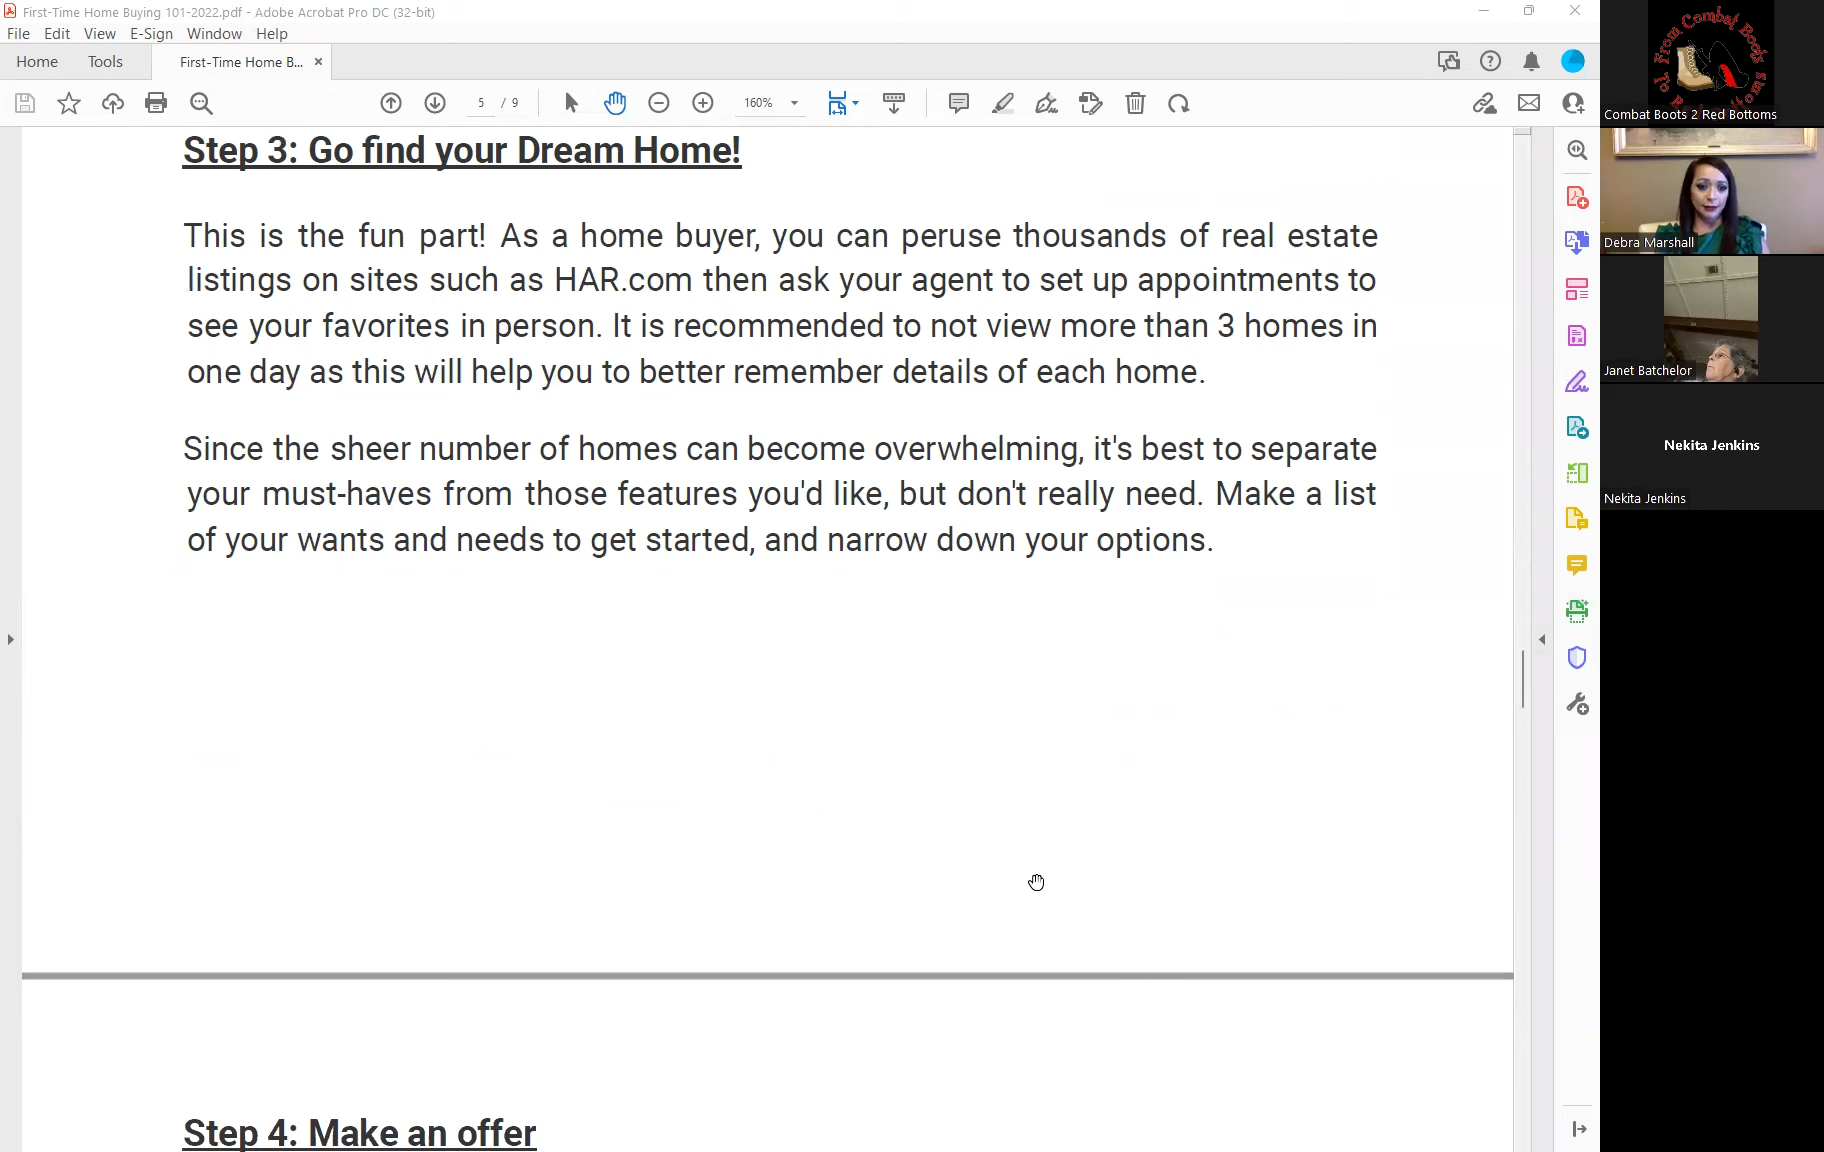 First-Time Home Buying 101-2022.pdf - Adobe Acrobat Pro DC (32-bit)
File Edit View E-Sign Window Help
Home Tools First-Time Home B... ×
5 / 9 160%
Step 3: Go find your Dream Home!
This is the fun part! As a home buyer, you can peruse thousands of real estate
listings on sites such as HAR.com then ask your agent to set up appointments to
see your favorites in person. It is recommended to not view more than 3 homes in
one day as this will help you to better remember details of each home.
Since the sheer number of homes can become overwhelming, it's best to separate
your must-haves from those features you'd like, but don't really need. Make a list
of your wants and needs to get started, and narrow down your options.
Step 4: Make an offer
From Combat Boots
Combat Boots 2 Red Bottoms
Debra Marshall
Janet Batchelor
Nekita Jenkins
Nekita Jenkins